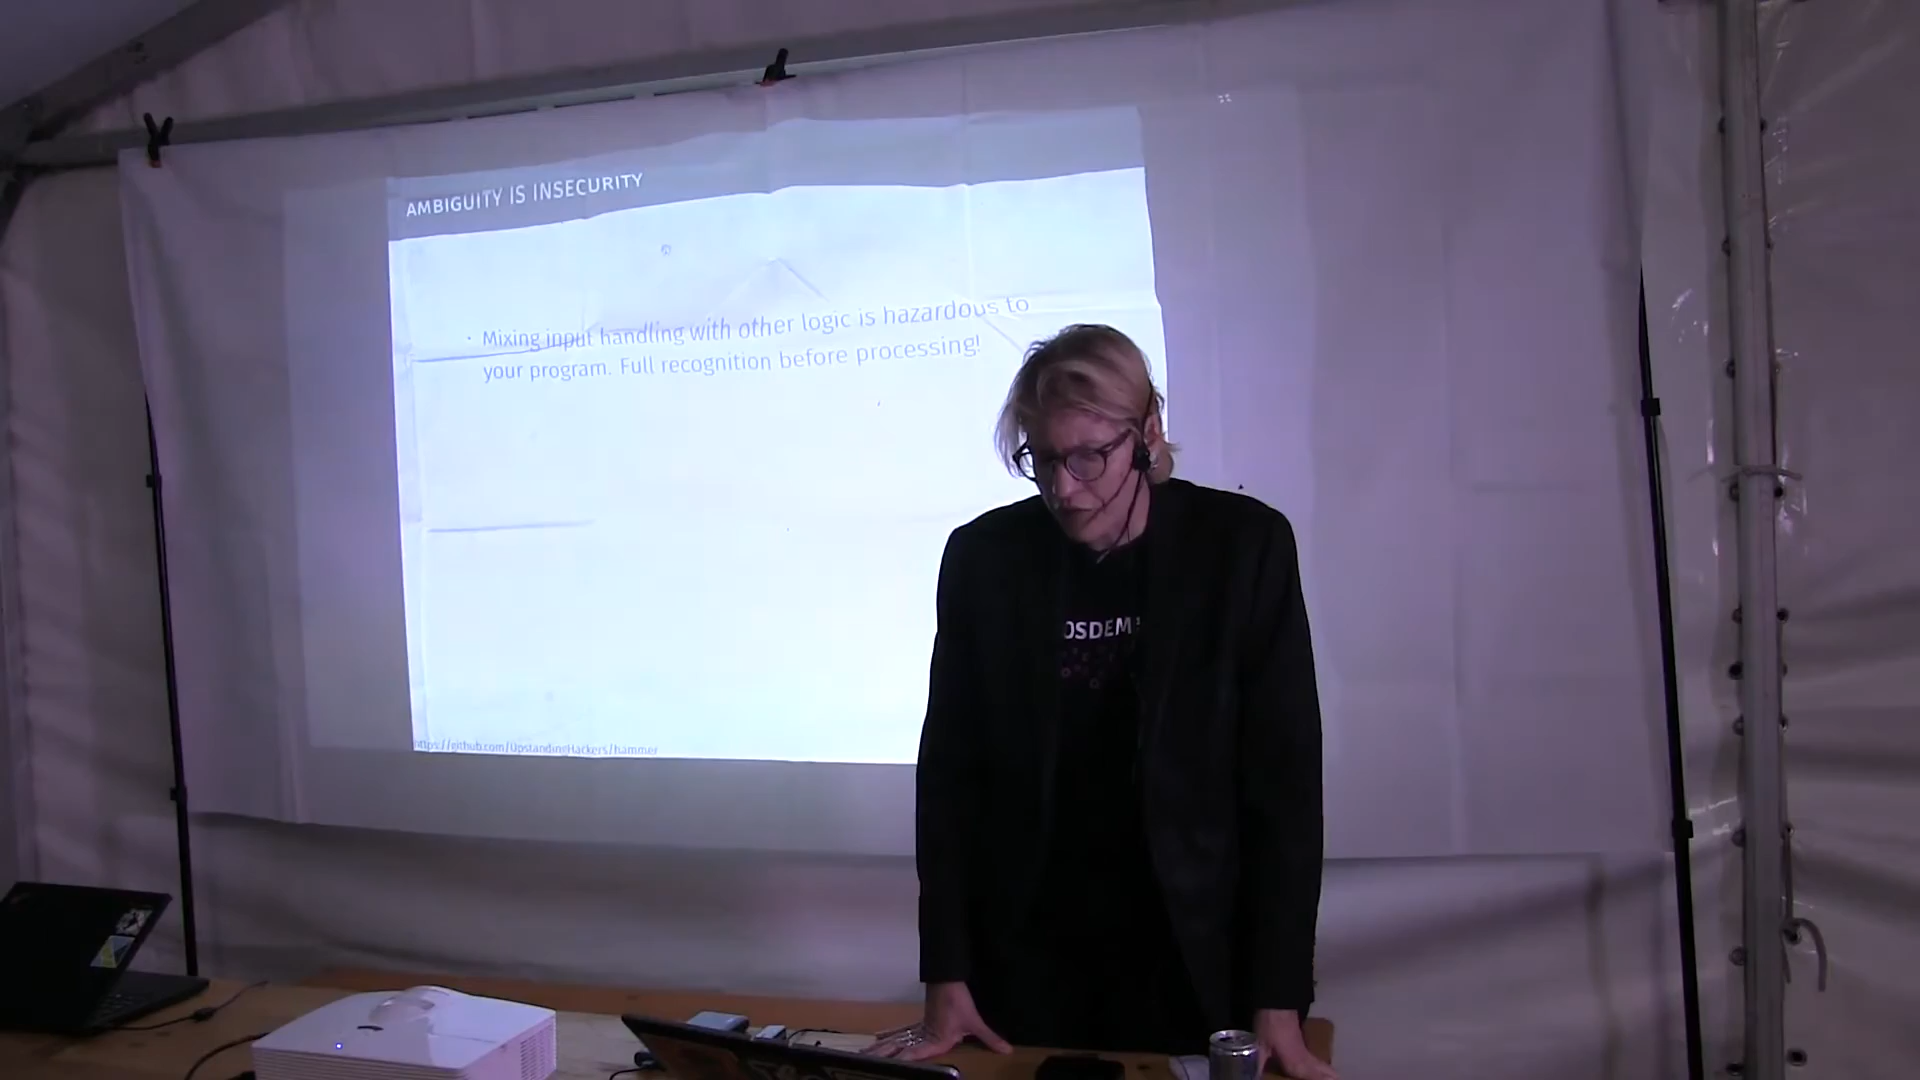 AMBIGUITY IS INSECURITY
· Mixing input handling with other logic is hazardous to
your program. Full recognition before processing!
https://github.com/UpstandingHackers/hammer
OSDEM